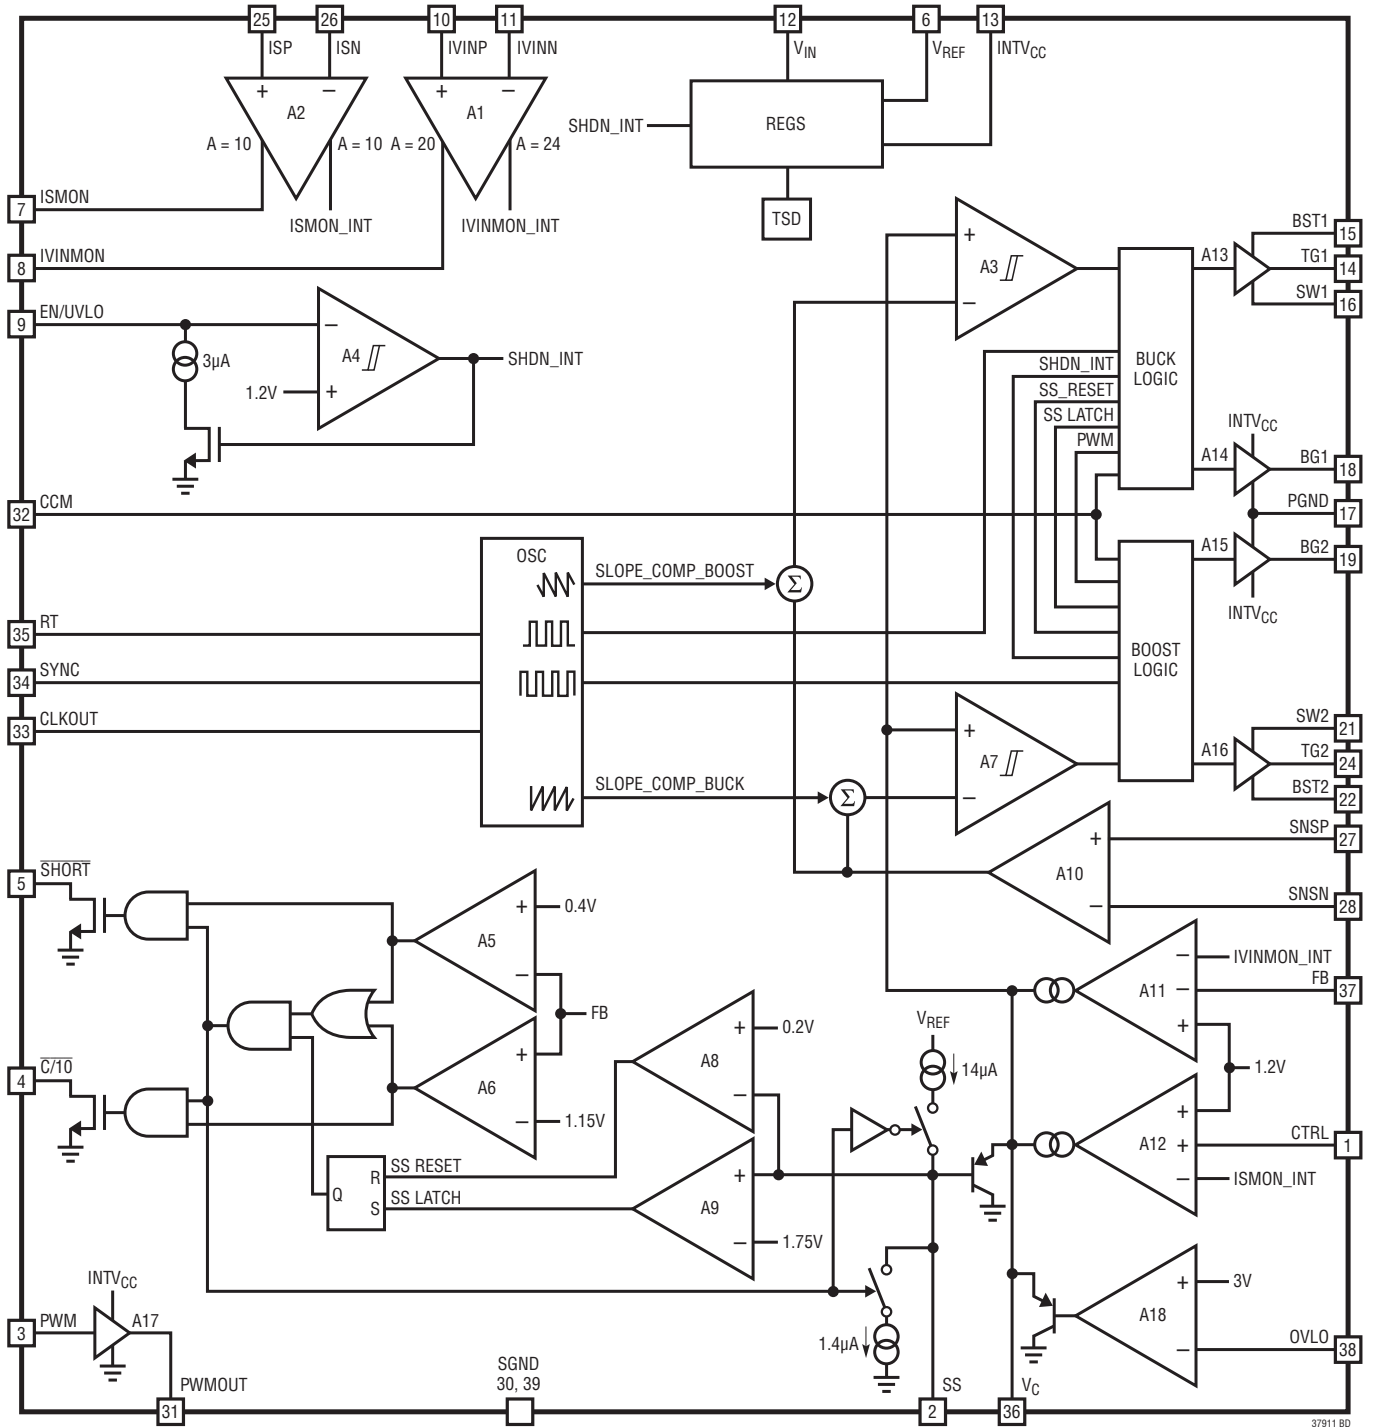 25 26 10 11 12 6 13
ISP ISN IVINP IVINN VIN VREF INTVCC
+ − + −
A2 A1
A = 10 A = 10 A = 20 A = 24
SHDN_INT REGS
7 ISMON
ISMON_INT IVINMON_INT
TSD
8 IVINMON
9 EN/UVLO
3µA
− A4 +
1.2V
SHDN_INT
+ A3 −
BUCK
LOGIC
SHDN_INT
SS_RESET
SS LATCH
PWM
A13
BST1 15
TG1 14
SW1 16
INTVCC
A14
BG1 18
PGND 17
A15
BG2 19
INTVCC
32 CCM
OSC
SLOPE_COMP_BOOST Σ
35 RT
34 SYNC
33 CLKOUT
SLOPE_COMP_BUCK Σ
BOOST
LOGIC
+ A7 −
A16
SW2 21
TG2 24
BST2 22
SNSP 27
+ A10 −
SNSN 28
5 SHORT
+ 0.4V
A5
−
FB
+
A6
− 1.15V
4 C/10
+ 0.2V
A8
−
+
A9
− 1.75V
Q R S
SS RESET
SS LATCH
VREF
14µA
1.4µA
− IVINMON_INT
A11 − FB 37
+
1.2V
+
A12 + CTRL 1
− ISMON_INT
+ 3V
A18
− OVLO 38
INTVCC
3 PWM A17
PWMOUT
31
SGND
30, 39
SS
2
VC
36
37911 BD